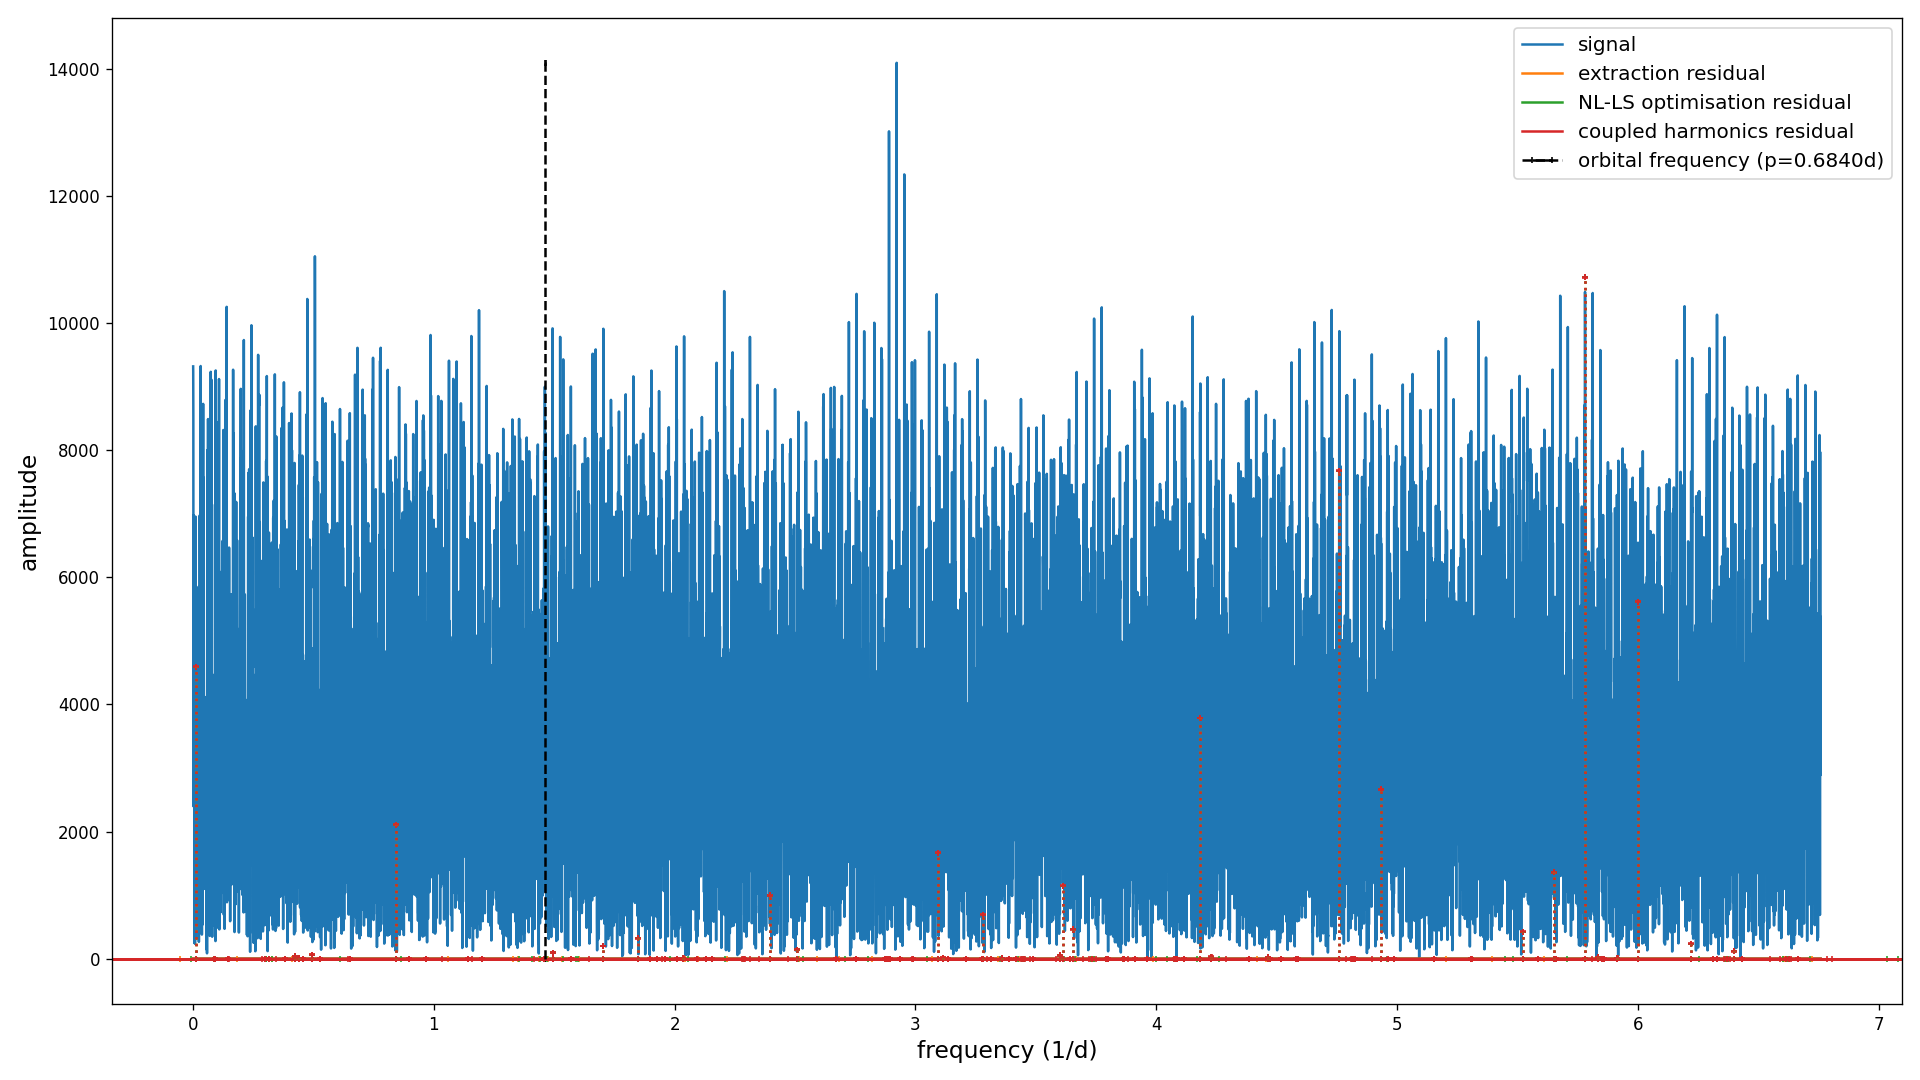 signal
extraction residual
NL-LS optimisation residual
coupled harmonics residual
orbital frequency (p=0.6840d)
amplitude
14000
12000
10000
8000
6000
4000
2000
0
0 1 2 3 4 5 6 7
frequency (1/d)